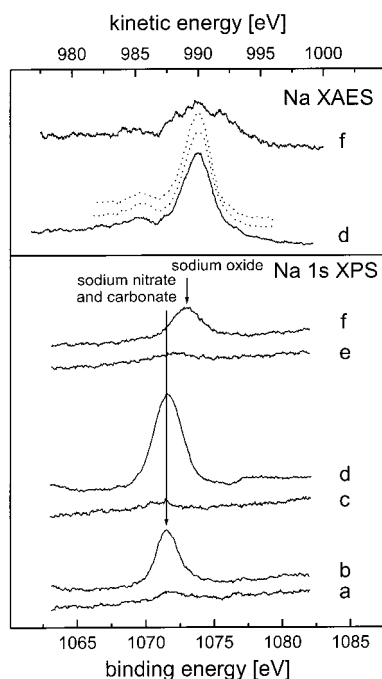 kinetic energy [eV]
980 985 990 995 1000
Na XAES
f
d
Na 1s XPS
sodium oxide
sodium nitrate
and carbonate
f
e
d
c
b
a
1065 1070 1075 1080 1085
binding energy [eV]